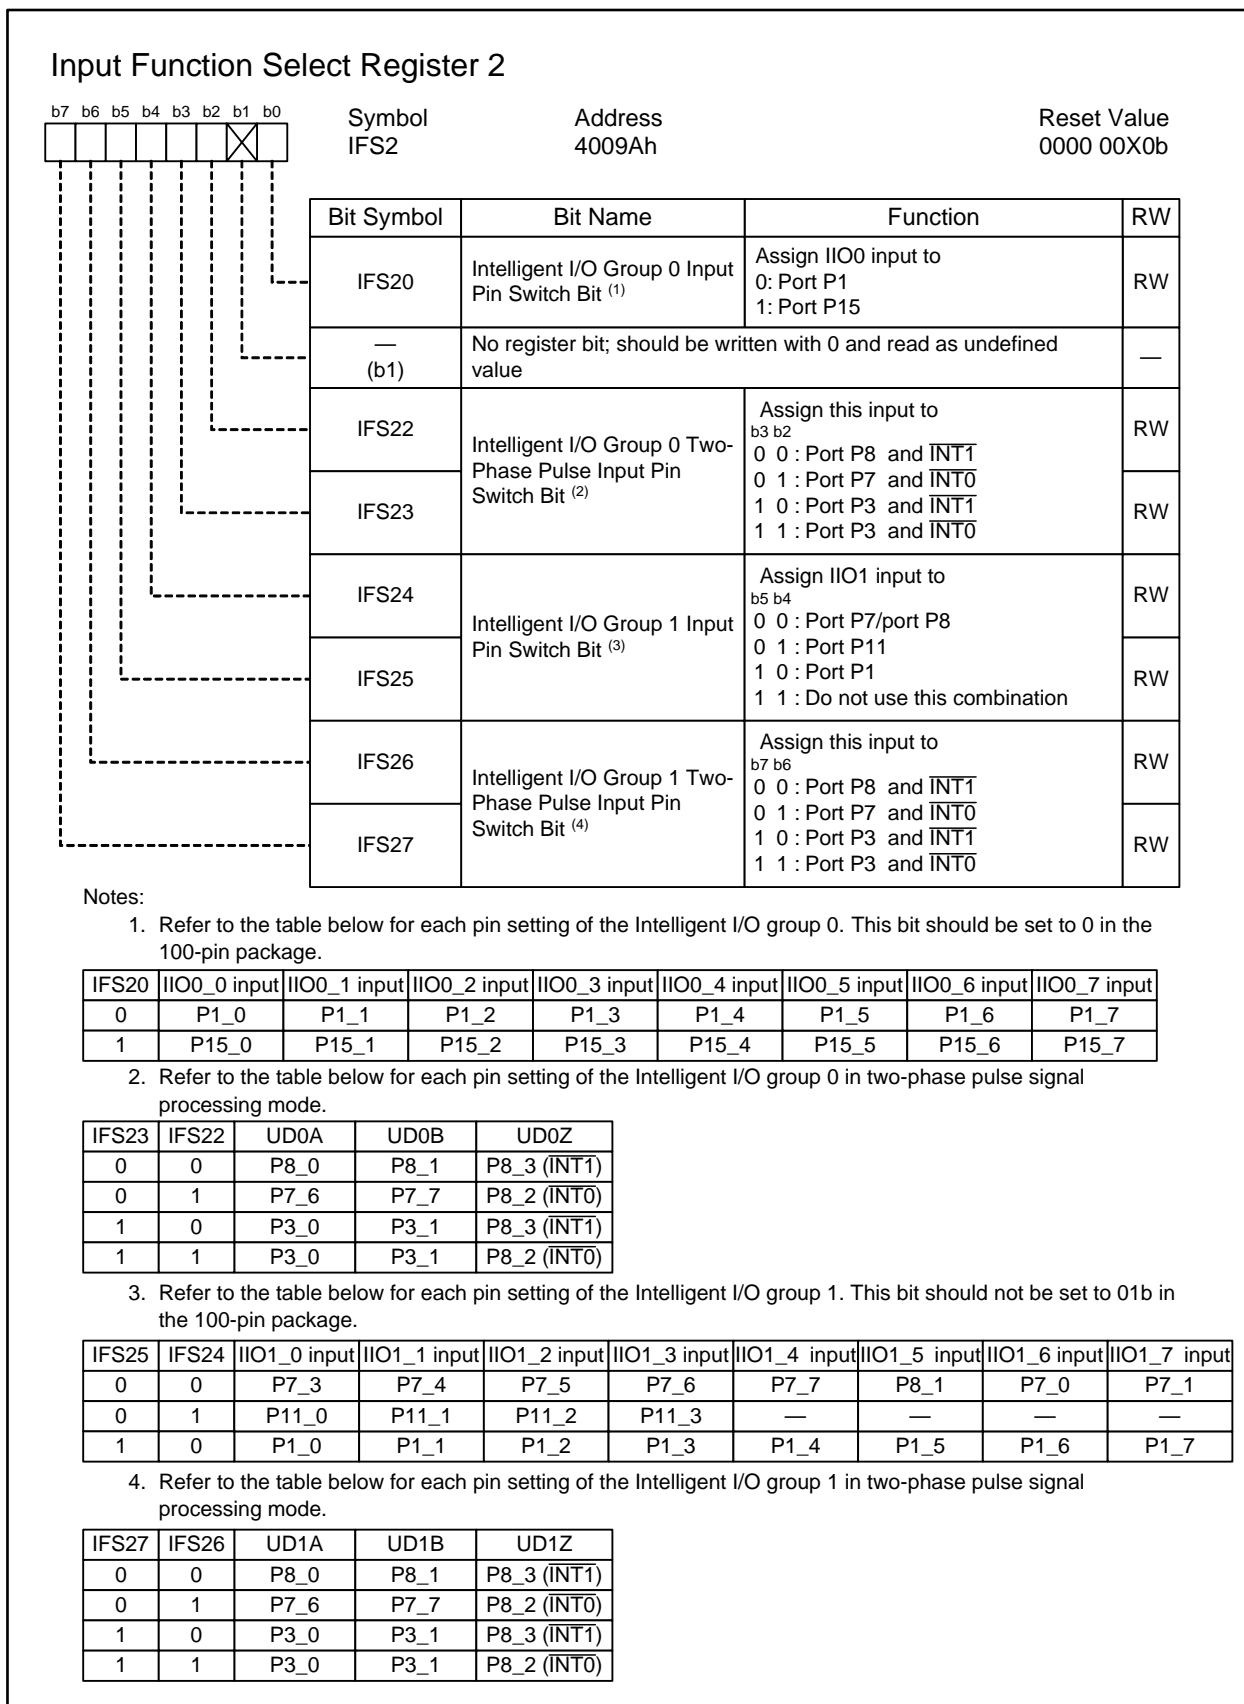 Input Function Select Register 2
b7 b6 b5 b4 b3 b2 b1 b0
Symbol Address Reset Value
IFS2 4009Ah 0000 00X0b
Bit Symbol Bit Name Function RW
IFS20 Intelligent I/O Group 0 Input Pin Switch Bit (1) Assign IIO0 input to RW
0: Port P1
1: Port P15
— (b1) No register bit; should be written with 0 and read as undefined value —
IFS22 RW
IFS23 RW
Intelligent I/O Group 0 Two-
Phase Pulse Input Pin
Switch Bit (2)
Assign this input to
b3 b2
0 0 : Port P8 and INT1
0 1 : Port P7 and INT0
1 0 : Port P3 and INT1
1 1 : Port P3 and INT0
IFS24 RW
IFS25 RW
Intelligent I/O Group 1 Input
Pin Switch Bit (3)
Assign IIO1 input to
b5 b4
0 0 : Port P7/port P8
0 1 : Port P11
1 0 : Port P1
1 1 : Do not use this combination
IFS26 RW
IFS27 RW
Intelligent I/O Group 1 Two-
Phase Pulse Input Pin
Switch Bit (4)
Assign this input to
b7 b6
0 0 : Port P8 and INT1
0 1 : Port P7 and INT0
1 0 : Port P3 and INT1
1 1 : Port P3 and INT0
Notes:
1. Refer to the table below for each pin setting of the Intelligent I/O group 0. This bit should be set to 0 in the
100-pin package.
IFS20 IIO0_0 input IIO0_1 input IIO0_2 input IIO0_3 input IIO0_4 input IIO0_5 input IIO0_6 input IIO0_7 input
0 P1_0 P1_1 P1_2 P1_3 P1_4 P1_5 P1_6 P1_7
1 P15_0 P15_1 P15_2 P15_3 P15_4 P15_5 P15_6 P15_7
2. Refer to the table below for each pin setting of the Intelligent I/O group 0 in two-phase pulse signal
processing mode.
IFS23 IFS22 UD0A UD0B UD0Z
0 0 P8_0 P8_1 P8_3 (INT1)
0 1 P7_6 P7_7 P8_2 (INT0)
1 0 P3_0 P3_1 P8_3 (INT1)
1 1 P3_0 P3_1 P8_2 (INT0)
3. Refer to the table below for each pin setting of the Intelligent I/O group 1. This bit should not be set to 01b in
the 100-pin package.
IFS25 IFS24 IIO1_0 input IIO1_1 input IIO1_2 input IIO1_3 input IIO1_4 input IIO1_5 input IIO1_6 input IIO1_7 input
0 0 P7_3 P7_4 P7_5 P7_6 P7_7 P8_1 P7_0 P7_1
0 1 P11_0 P11_1 P11_2 P11_3 — — — —
1 0 P1_0 P1_1 P1_2 P1_3 P1_4 P1_5 P1_6 P1_7
4. Refer to the table below for each pin setting of the Intelligent I/O group 1 in two-phase pulse signal
processing mode.
IFS27 IFS26 UD1A UD1B UD1Z
0 0 P8_0 P8_1 P8_3 (INT1)
0 1 P7_6 P7_7 P8_2 (INT0)
1 0 P3_0 P3_1 P8_3 (INT1)
1 1 P3_0 P3_1 P8_2 (INT0)